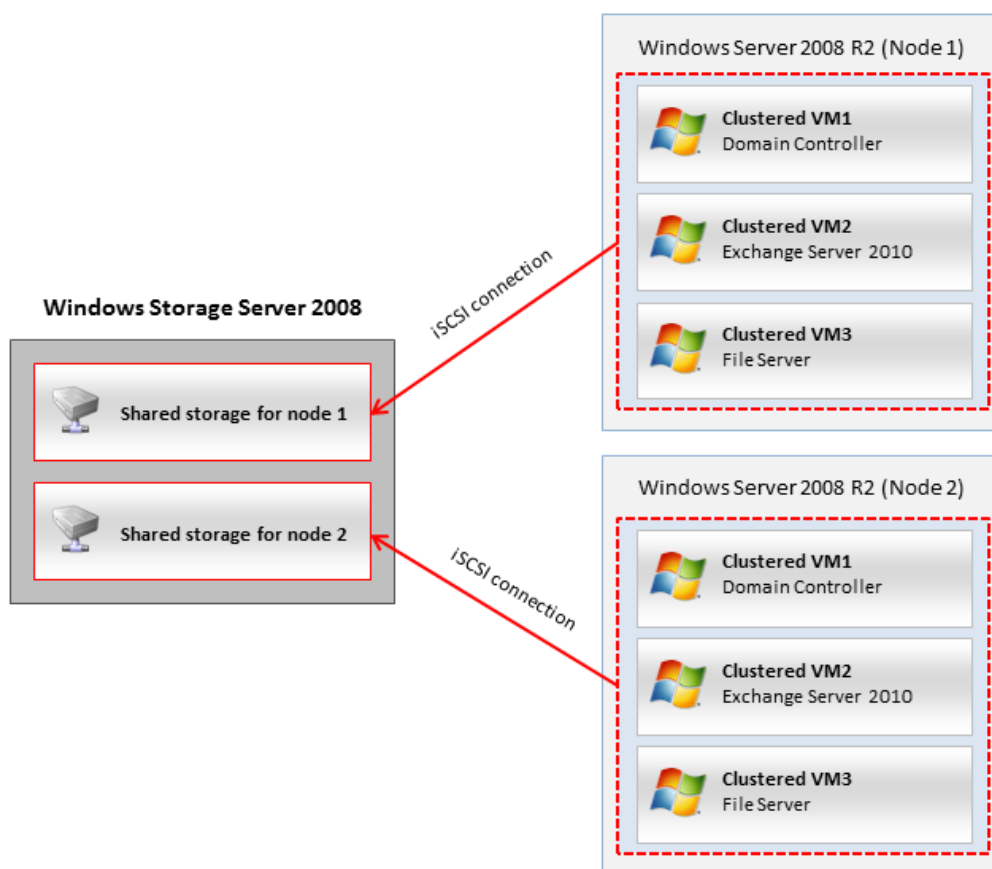 Windows Server 2008 R2 (Node 1)
Clustered VM1
Domain Controller
Clustered VM2
Exchange Server 2010
Clustered VM3
File Server
iSCSI connection
Windows Storage Server 2008
Shared storage for node 1
Shared storage for node 2
iSCSI connection
Windows Server 2008 R2 (Node 2)
Clustered VM1
Domain Controller
Clustered VM2
Exchange Server 2010
Clustered VM3
File Server